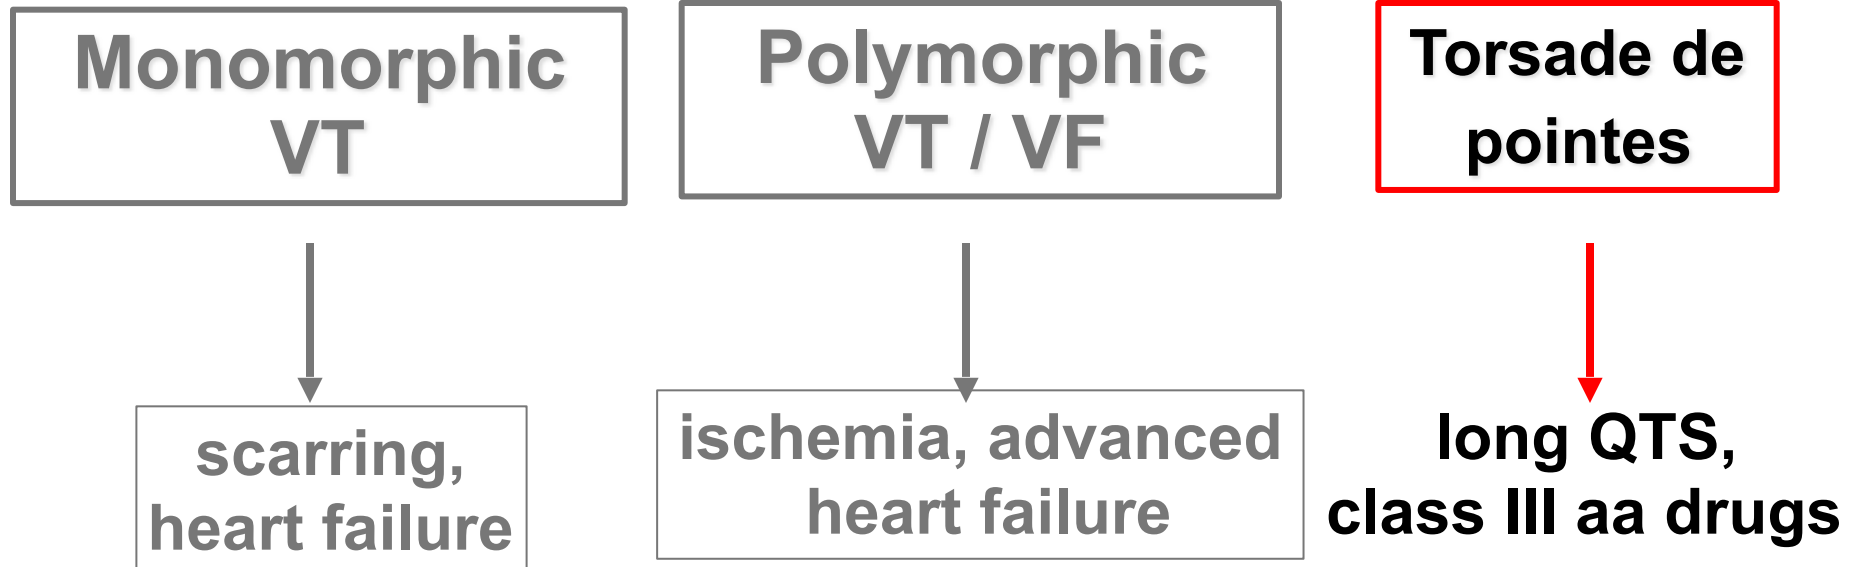 Monomorphic
VT
Polymorphic
VT / VF
Torsade de
pointes
scarring,
heart failure
ischemia, advanced
heart failure
long QTS,
class III aa drugs